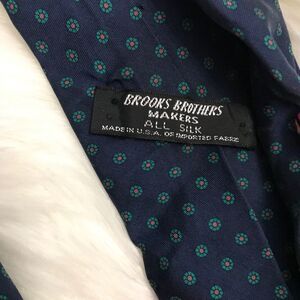 BROOKS BROTHERS
MAKERS
ALL SILK
MADE IN U.S.A. OF IMPORTED FABRIC